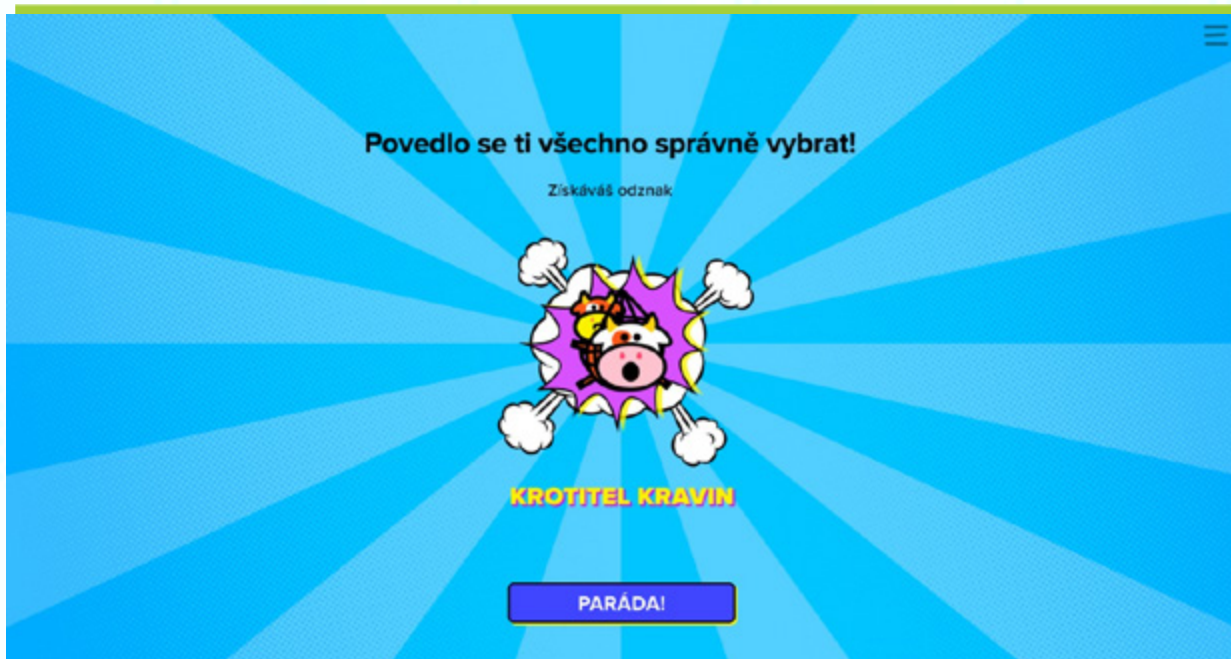 Povedlo se ti všechno správně vybrat!
Získáváš odznak
KROTITEL KRAVIN
PARÁDA!